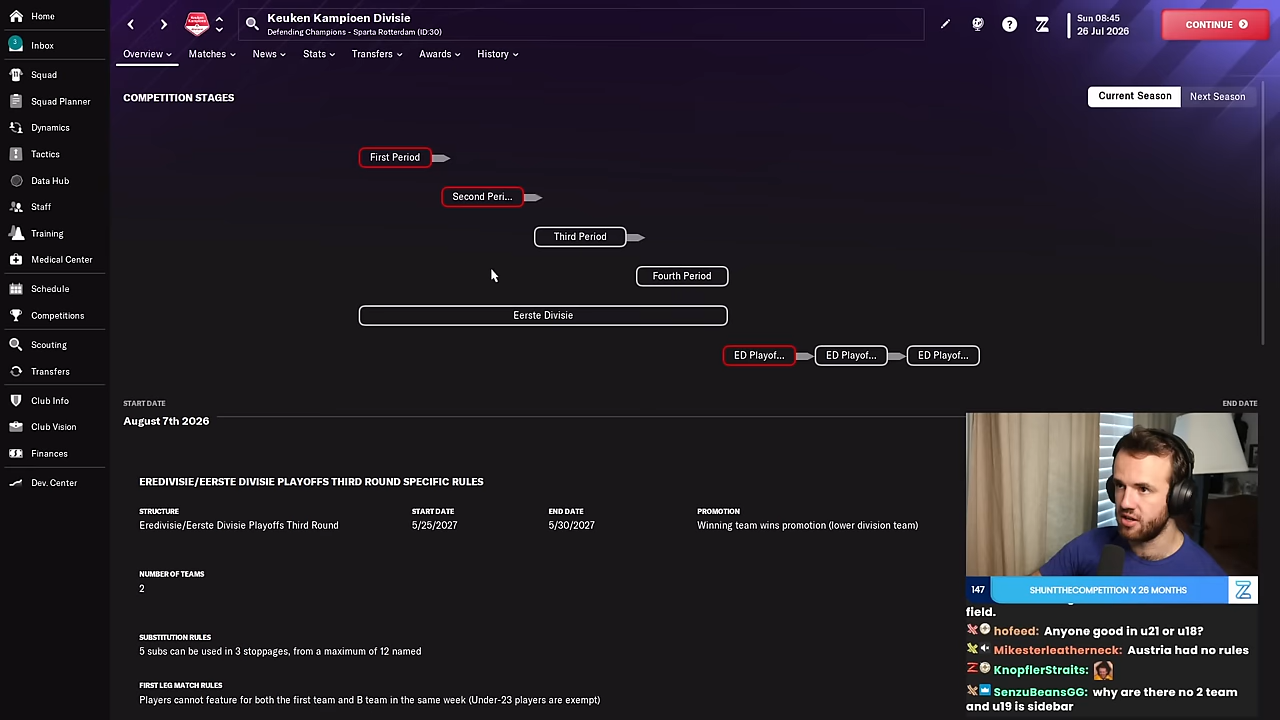 Home
3
Inbox
Squad
Squad Planner
Dynamics
Tactics
Data Hub
Staff
Training
Medical Center
Schedule
Competitions
Scouting
Transfers
Club Info
Club Vision
Finances
Dev. Center
Keuken Kampioen Divisie
Defending Champions - Sparta Rotterdam (ID:30)
Sun 08:45
26 Jul 2026
CONTINUE
Overview
Matches
News
Stats
Transfers
Awards
History
COMPETITION STAGES
Current Season
Next Season
First Period
Second Peri...
Third Period
Fourth Period
Eerste Divisie
ED Playof...
ED Playof...
ED Playof...
START DATE
END DATE
August 7th 2026
EREDIVISIE/EERSTE DIVISIE PLAYOFFS THIRD ROUND SPECIFIC RULES
STRUCTURE
START DATE
END DATE
PROMOTION
Eredivisie/Eerste Divisie Playoffs Third Round
5/25/2027
5/30/2027
Winning team wins promotion (lower division team)
NUMBER OF TEAMS
2
SUBSTITUTION RULES
5 subs can be used in 3 stoppages, from a maximum of 12 named
FIRST LEG MATCH RULES
Players cannot feature for both the first team and B team in the same week (Under-23 players are exempt)
147
SHUNTTHECOMPETITION X 26 MONTHS
field.
hofeed: Anyone good in u21 or u18?
Mikesterleatherneck: Austria had no rules
KnopflerStraits:
SenzuBeansGG: why are there no 2 team
and u19 is sidebar